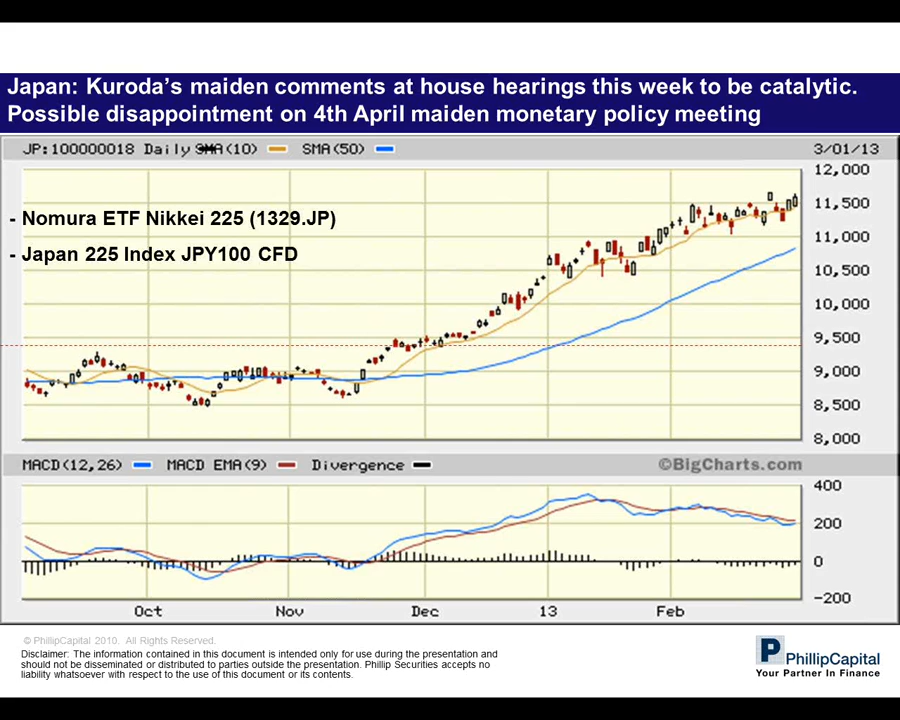 Japan: Kuroda's maiden comments at house hearings this week to be catalytic.
Possible disappointment on 4th April maiden monetary policy meeting
JP:100000018 Daily SMA(10) SMA(50) 3/01/13
12,000
- Nomura ETF Nikkei 225 (1329.JP)
- Japan 225 Index JPY100 CFD
11,500
11,000
10,500
10,000
9,500
9,000
8,500
8,000
MACD(12,26) MACD EMA(9) Divergence ©BigCharts.com
400
200
0
-200
Oct Nov Dec 13 Feb
© PhillipCapital 2010. All Rights Reserved.
Disclaimer: The information contained in this document is intended only for use during the presentation and
should not be disseminated or distributed to parties outside the presentation. Phillip Securities accepts no
liability whatsoever with respect to the use of this document or its contents.
P PhillipCapital
Your Partner In Finance